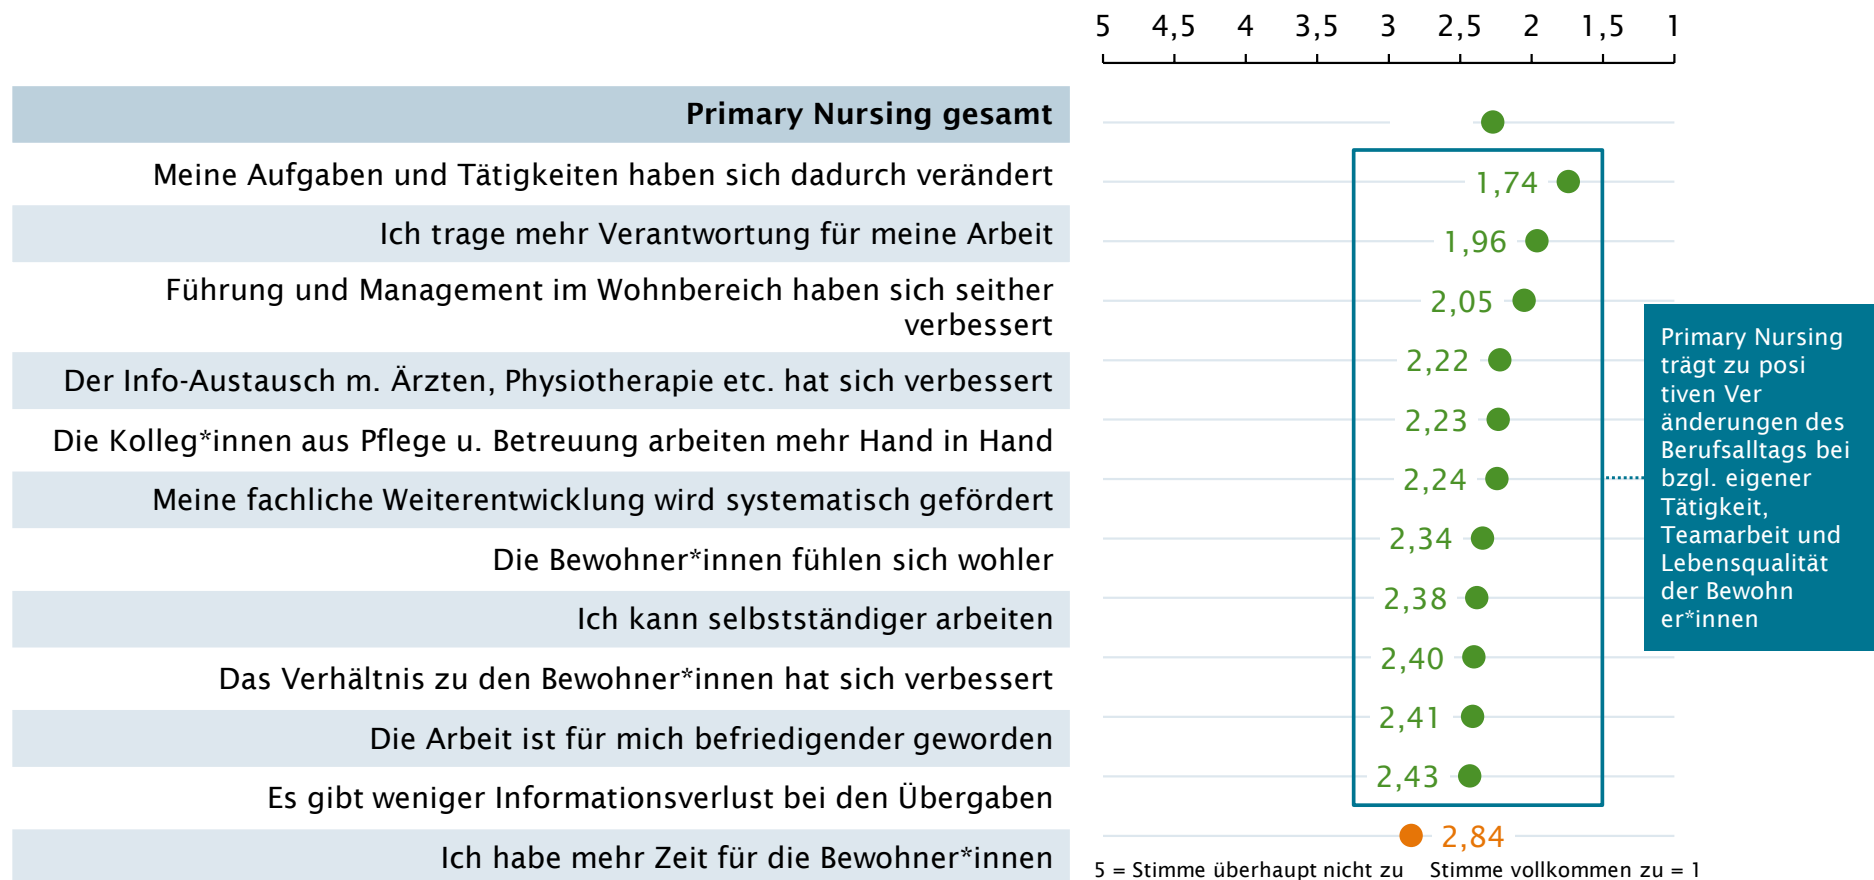 5 4,5 4 3,5 3 2,5 2 1,5 1
Primary Nursing gesamt
Meine Aufgaben und Tätigkeiten haben sich dadurch verändert
1,74
Ich trage mehr Verantwortung für meine Arbeit
1,96
Führung und Management im Wohnbereich haben sich seither
verbessert
2,05
Der Info-Austausch m. Ärzten, Physiotherapie etc. hat sich verbessert
2,22
Die Kolleg*innen aus Pflege u. Betreuung arbeiten mehr Hand in Hand
2,23
Meine fachliche Weiterentwicklung wird systematisch gefördert
2,24
Die Bewohner*innen fühlen sich wohler
2,34
Ich kann selbstständiger arbeiten
2,38
Das Verhältnis zu den Bewohner*innen hat sich verbessert
2,40
Die Arbeit ist für mich befriedigender geworden
2,41
Es gibt weniger Informationsverlust bei den Übergaben
2,43
Ich habe mehr Zeit für die Bewohner*innen
2,84
Primary Nursing
trägt zu posi
tiven Ver
änderungen des
Berufsalltags bei
bzgl. eigener
Tätigkeit,
Teamarbeit und
Lebensqualität
der Bewohn
er*innen
5 = Stimme überhaupt nicht zu Stimme vollkommen zu = 1